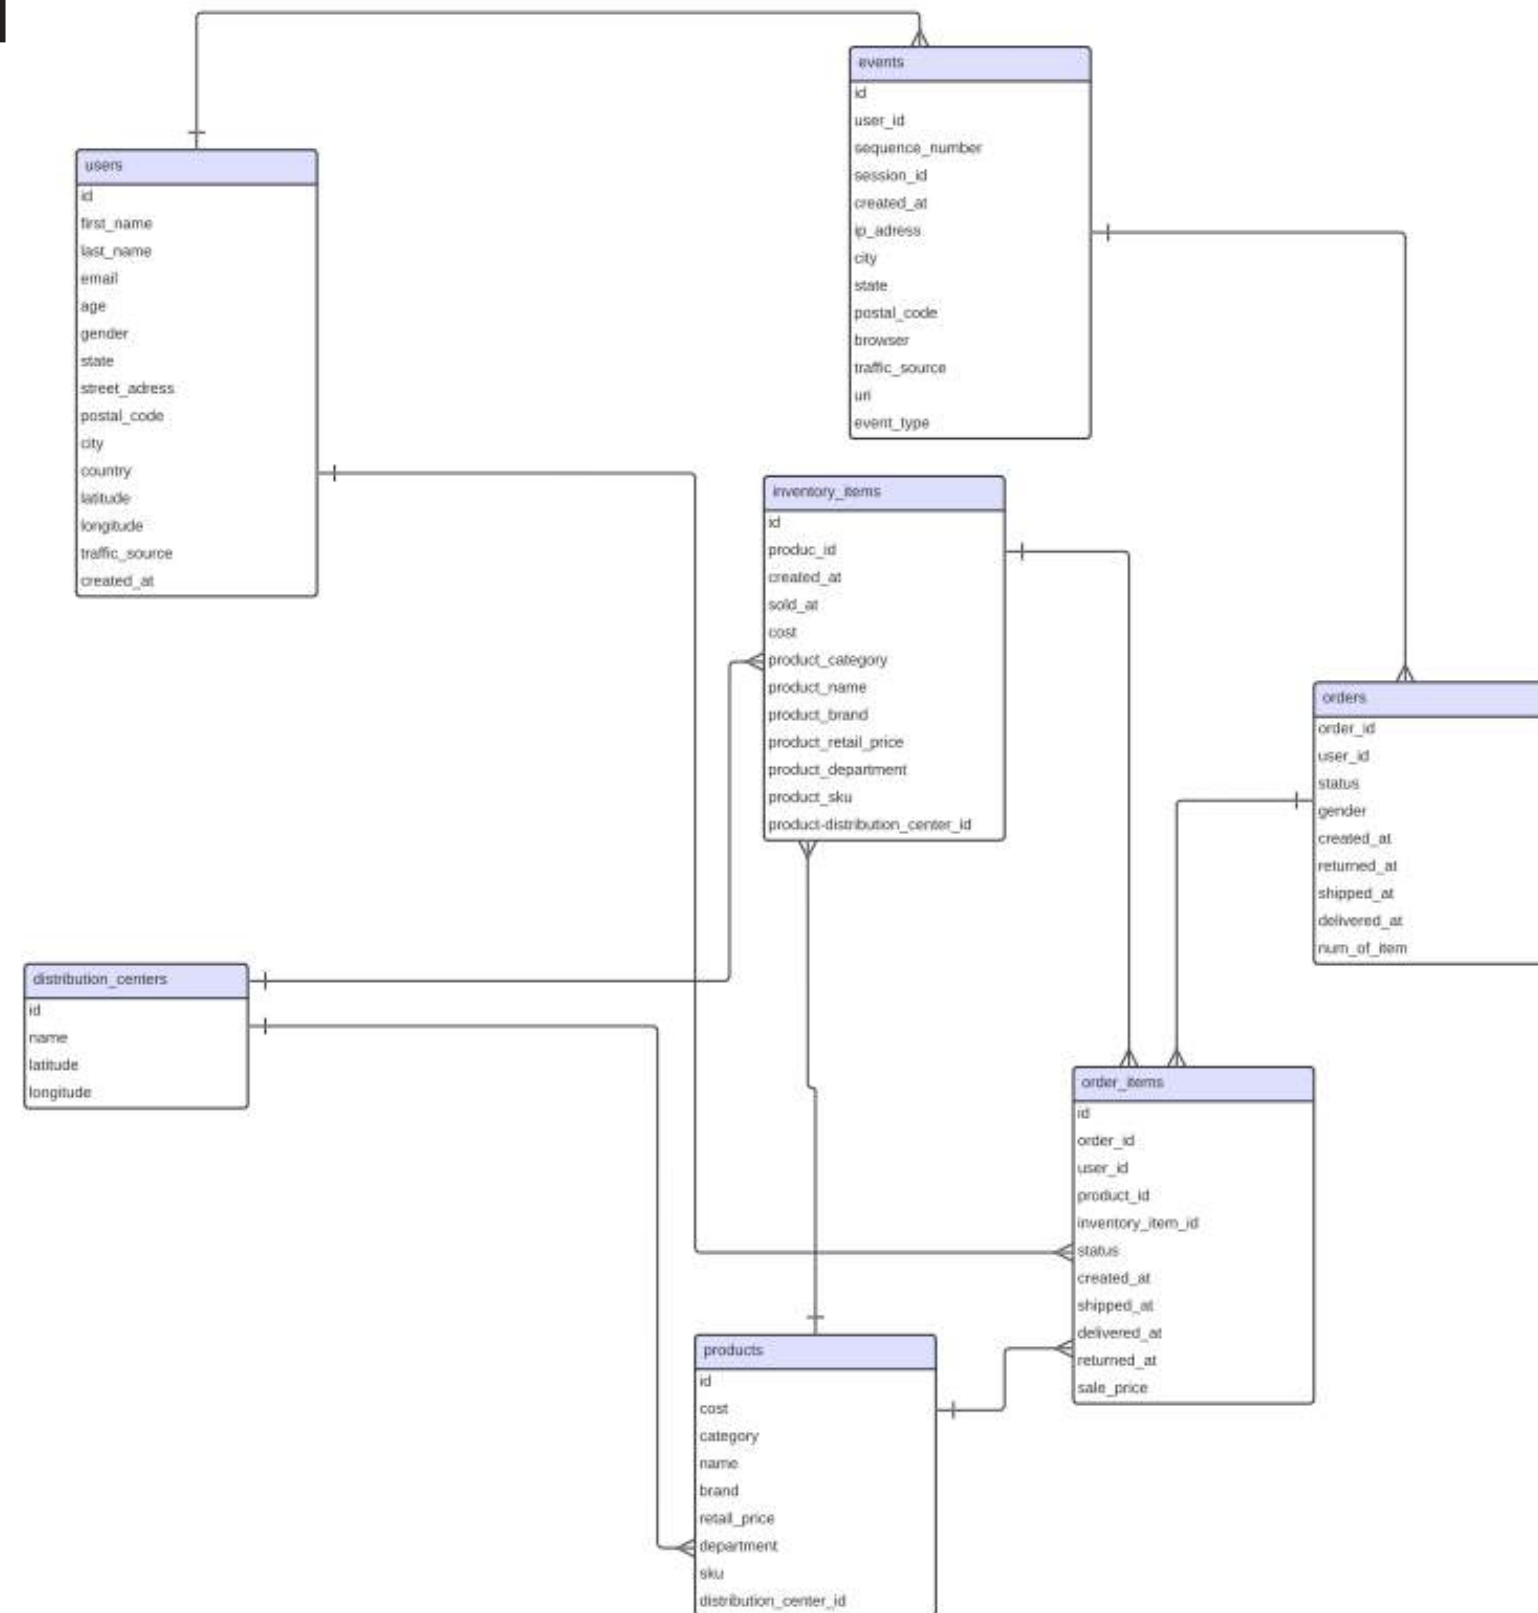 events
id
user_id
sequence_number
session_id
created_at
ip_adress
city
state
postal_code
browser
traffic_source
uri
event_type
users
id
first_name
last_name
email
age
gender
state
street_adress
postal_code
city
country
latitude
longitude
traffic_source
created_at
inventory_items
id
produc_id
created_at
sold_at
cost
product_category
product_name
product_brand
product_retail_price
product_department
product_sku
product-distribution_center_id
orders
order_id
user_id
status
gender
created_at
returned_at
shipped_at
delivered_at
num_of_item
distribution_centers
id
name
latitude
longitude
order_items
id
order_id
user_id
product_id
inventory_item_id
status
created_at
shipped_at
delivered_at
returned_at
sale_price
products
id
cost
category
name
brand
retail_price
department
sku
distribution_center_id